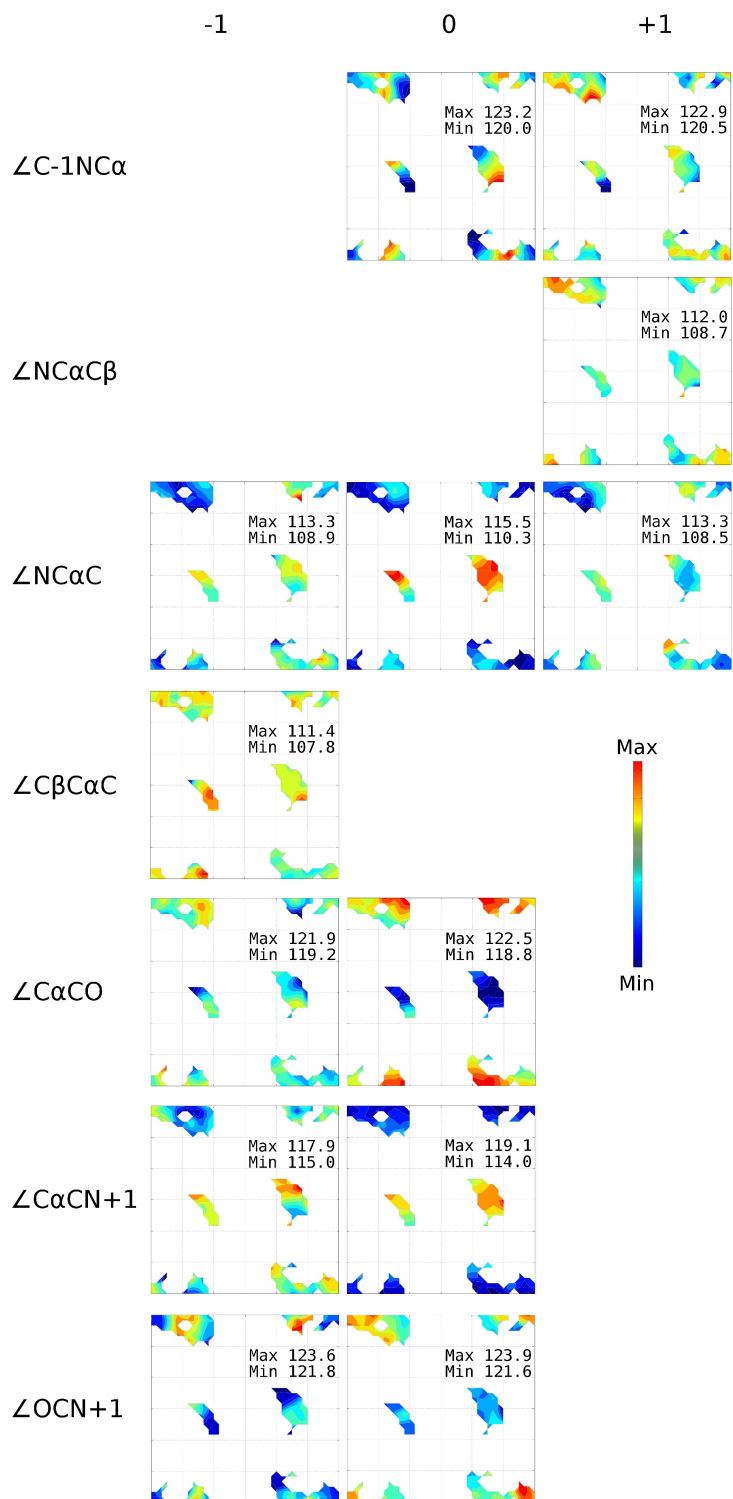 -1 0 +1
∠C-1NCα
Max 123.2
Min 120.0
Max 122.9
Min 120.5
∠NCαCβ
Max 112.0
Min 108.7
∠NCαC
Max 113.3
Min 108.9
Max 115.5
Min 110.3
Max 113.3
Min 108.5
∠CβCαC
Max 111.4
Min 107.8
Max
Min
∠CαCO
Max 121.9
Min 119.2
Max 122.5
Min 118.8
∠CαCN+1
Max 117.9
Min 115.0
Max 119.1
Min 114.0
∠OCN+1
Max 123.6
Min 121.8
Max 123.9
Min 121.6